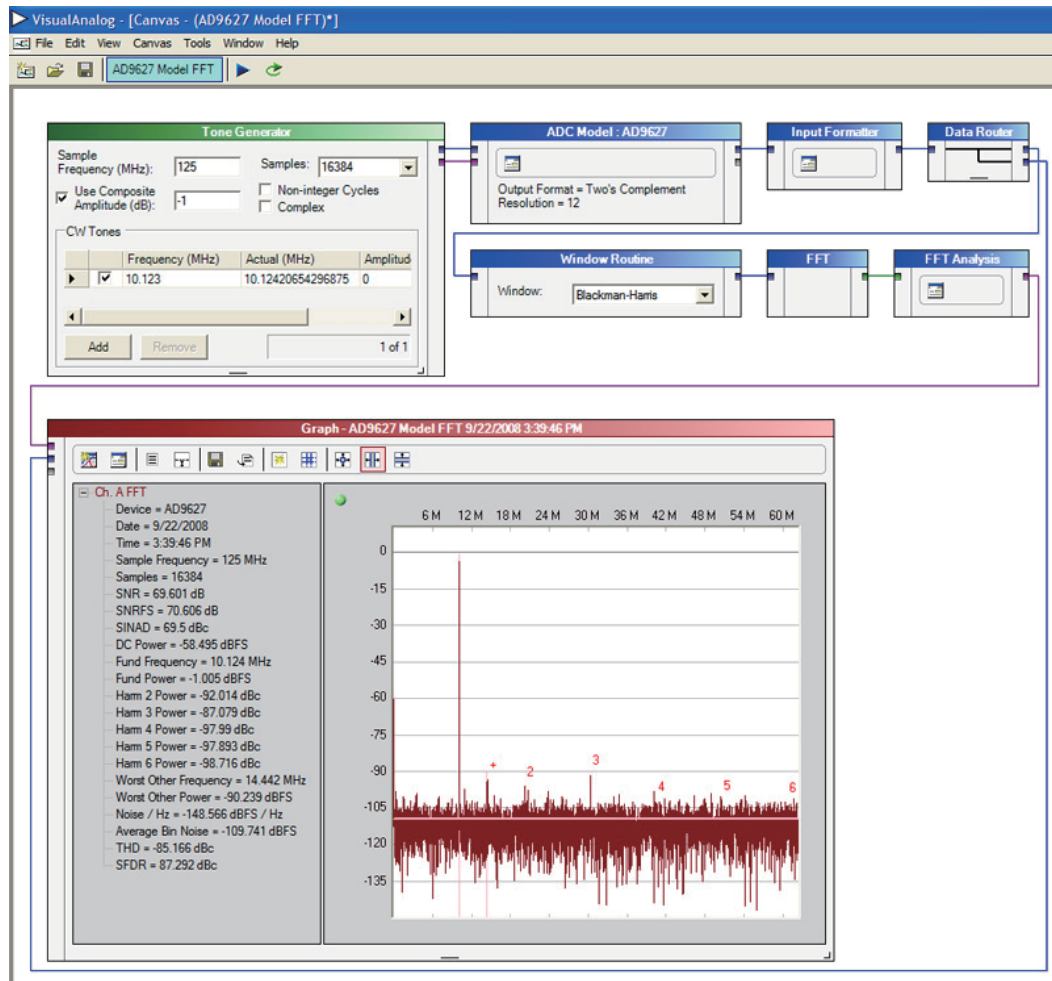 VisualAnalog - [Canvas - (AD9627 Model FFT)*]
File Edit View Canvas Tools Window Help
AD9627 Model FFT
Tone Generator
Sample
Frequency (MHz): 125 Samples: 16384
Use Composite
Amplitude (dB): -1
Non-integer Cycles
Complex
CW Tones
Frequency (MHz) Actual (MHz) Amplitud
10.123 10.12420654296875 0
Add Remove 1 of 1
ADC Model : AD9627
Output Format = Two's Complement
Resolution = 12
Input Formatter
Data Router
Window Routine
Window: Blackman-Harris
FFT
FFT Analysis
Graph - AD9627 Model FFT 9/22/2008 3:39:46 PM
Ch. A FFT
Device = AD9627
Date = 9/22/2008
Time = 3:39:46 PM
Sample Frequency = 125 MHz
Samples = 16384
SNR = 69.601 dB
SNRFS = 70.606 dB
SINAD = 69.5 dBc
DC Power = -58.495 dBFS
Fund Frequency = 10.124 MHz
Fund Power = -1.005 dBFS
Harm 2 Power = -92.014 dBc
Harm 3 Power = -87.079 dBc
Harm 4 Power = -97.99 dBc
Harm 5 Power = -97.893 dBc
Harm 6 Power = -98.716 dBc
Worst Other Frequency = 14.442 MHz
Worst Other Power = -90.239 dBFS
Noise / Hz = -148.566 dBFS / Hz
Average Bin Noise = -109.741 dBFS
THD = -85.166 dBc
SFDR = 87.292 dBc
6 M 12 M 18 M 24 M 30 M 36 M 42 M 48 M 54 M 60 M
0
-15
-30
-45
-60
-75
-90
-105
-120
-135
+ 2 3 4 5 6